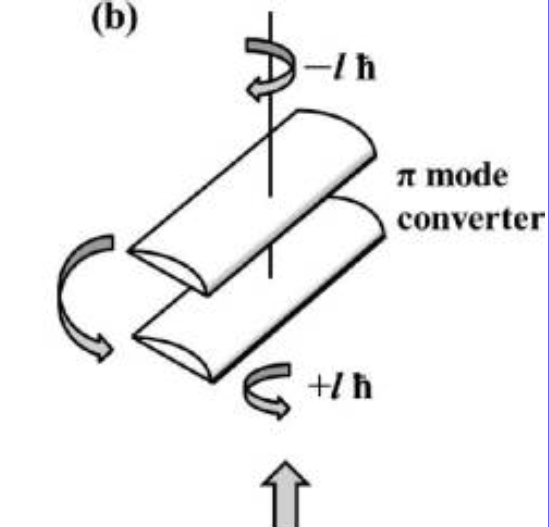 (b)
−l ħ
π mode
converter
+l ħ